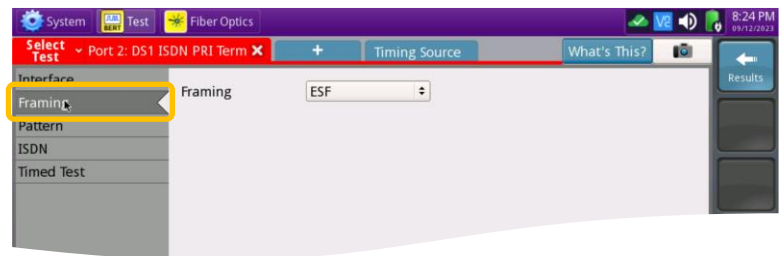 System
BERT
Test
Fiber Optics
V2
8:24 PM
09/12/2023
Select
Test
Port 2: DS1 ISDN PRI Term
+
Timing Source
What's This?
Results
Interface
Framing
Framing
ESF
Pattern
ISDN
Timed Test